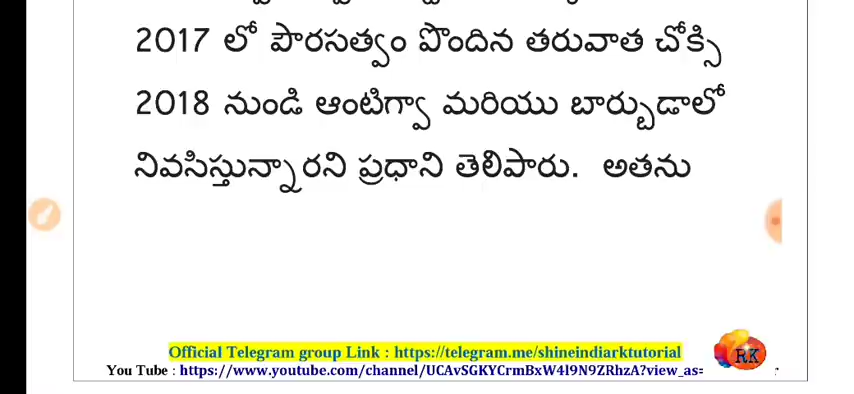 2017 లో పౌరసత్వం పొందిన తరువాత చోక్సి
2018 నుండి ఆంటిగ్వా మరియు బార్బుడాలో
నివసిస్తున్నారని ప్రధాని తెలిపారు. అతను
Official Telegram group Link : https://telegram.me/shineindiarktutorial
RK
You Tube : https://www.youtube.com/channel/UCAvSGKYCrmBxW4l9N9ZRhzA?view_as=